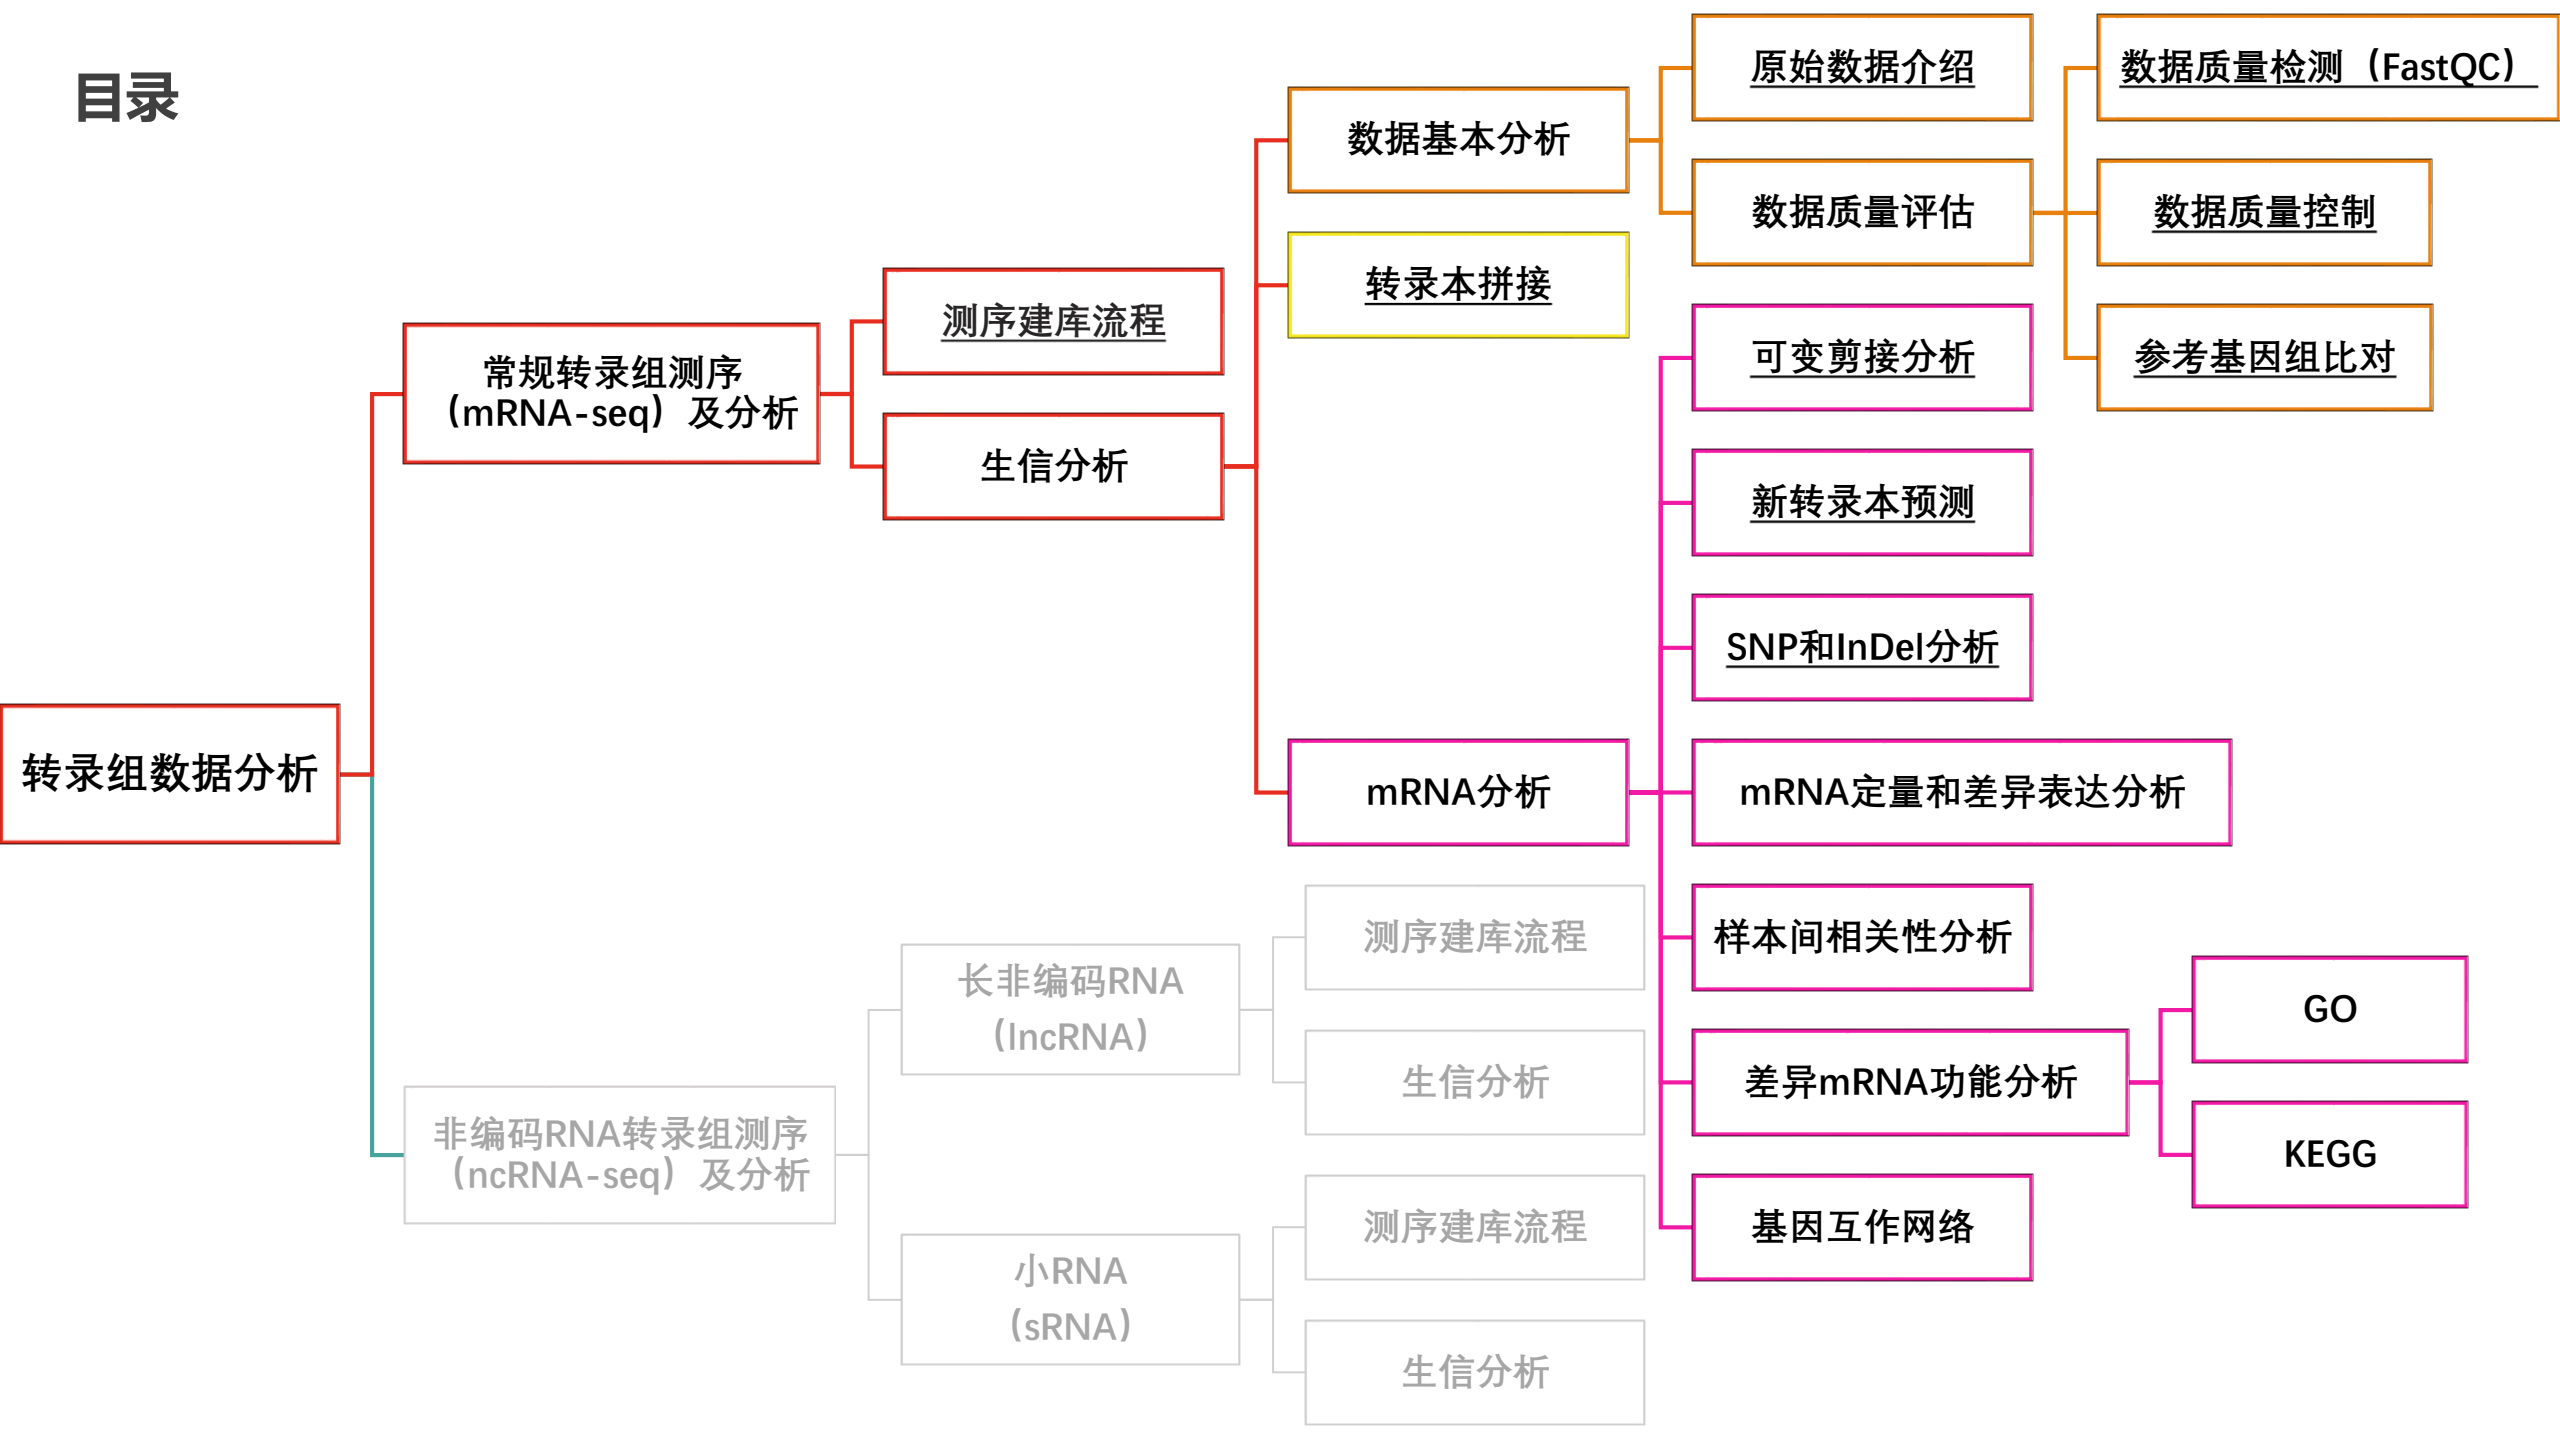 目录
转录组数据分析
常规转录组测序
（mRNA-seq）及分析
测序建库流程
生信分析
数据基本分析
原始数据介绍
数据质量评估
数据质量检测（FastQC）
数据质量控制
参考基因组比对
转录本拼接
mRNA分析
可变剪接分析
新转录本预测
SNP和InDel分析
mRNA定量和差异表达分析
样本间相关性分析
差异mRNA功能分析
GO
KEGG
基因互作网络
非编码RNA转录组测序
（ncRNA-seq）及分析
长非编码RNA
（lncRNA）
测序建库流程
生信分析
小RNA
（sRNA）
测序建库流程
生信分析